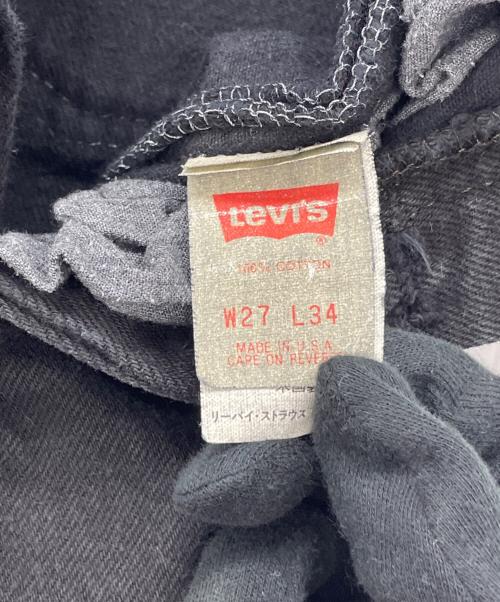 Levi's
®
100% COTTON
W27 L34
MADE IN U.S.A.
CARE ON REVERSE
リーバイ・ストラウス